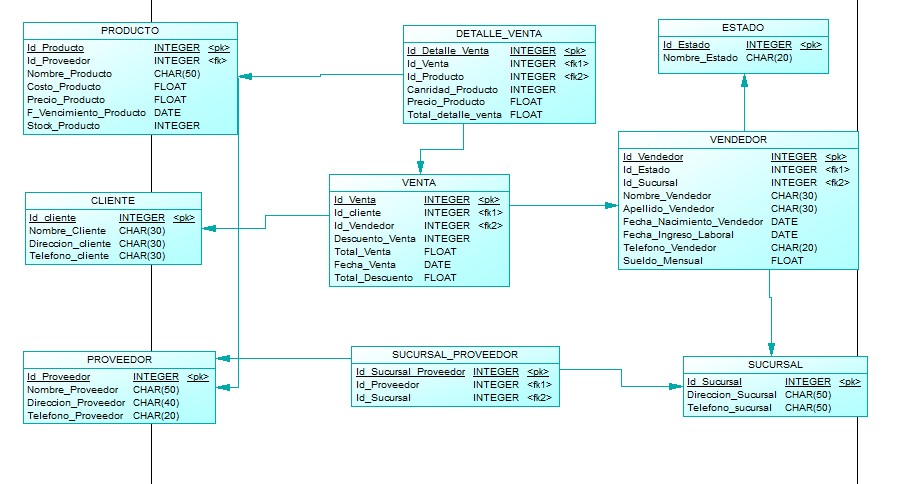 PRODUCTO
Id_Producto INTEGER <pk>
Id_Proveedor INTEGER <fk>
Nombre_Producto CHAR(50)
Costo_Producto FLOAT
Precio_Producto FLOAT
F_Vencimiento_Producto DATE
Stock_Producto INTEGER
DETALLE_VENTA
Id_Detalle_Venta INTEGER <pk>
Id_Venta INTEGER <fk1>
Id_Producto INTEGER <fk2>
Canridad_Producto INTEGER
Precio_Producto FLOAT
Total_detalle_venta FLOAT
ESTADO
Id_Estado INTEGER <pk>
Nombre_Estado CHAR(20)
VENDEDOR
Id_Vendedor INTEGER <pk>
Id_Estado INTEGER <fk1>
Id_Sucursal INTEGER <fk2>
Nombre_Vendedor CHAR(30)
Apellido_Vendedor CHAR(30)
Fecha_Nacimiento_Vendedor DATE
Fecha_Ingreso_Laboral DATE
Telefono_Vendedor CHAR(20)
Sueldo_Mensual FLOAT
CLIENTE
Id_cliente INTEGER <pk>
Nombre_Cliente CHAR(30)
Direccion_cliente CHAR(30)
Telefono_cliente CHAR(30)
VENTA
Id_Venta INTEGER <pk>
Id_cliente INTEGER <fk1>
Id_Vendedor INTEGER <fk2>
Descuento_Venta INTEGER
Total_Venta FLOAT
Fecha_Venta DATE
Total_Descuento FLOAT
PROVEEDOR
Id_Proveedor INTEGER <pk>
Nombre_Proveedor CHAR(50)
Direccion_Proveedor CHAR(40)
Telefono_Proveedor CHAR(20)
SUCURSAL_PROVEEDOR
Id_Sucursal_Proveedor INTEGER <pk>
Id_Proveedor INTEGER <fk1>
Id_Sucursal INTEGER <fk2>
SUCURSAL
Id_Sucursal INTEGER <pk>
Direccion_Sucursal CHAR(50)
Telefono_sucursal CHAR(50)